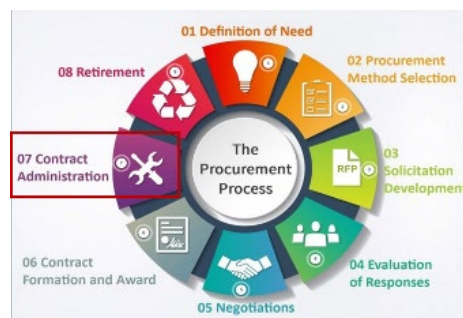 01 Definition of Need
02 Procurement
Method Selection
03
Solicitation
Development
RFP
04 Evaluation
of Responses
05 Negotiations
06 Contract
Formation and Award
07 Contract
Administration
08 Retirement
The
Procurement
Process